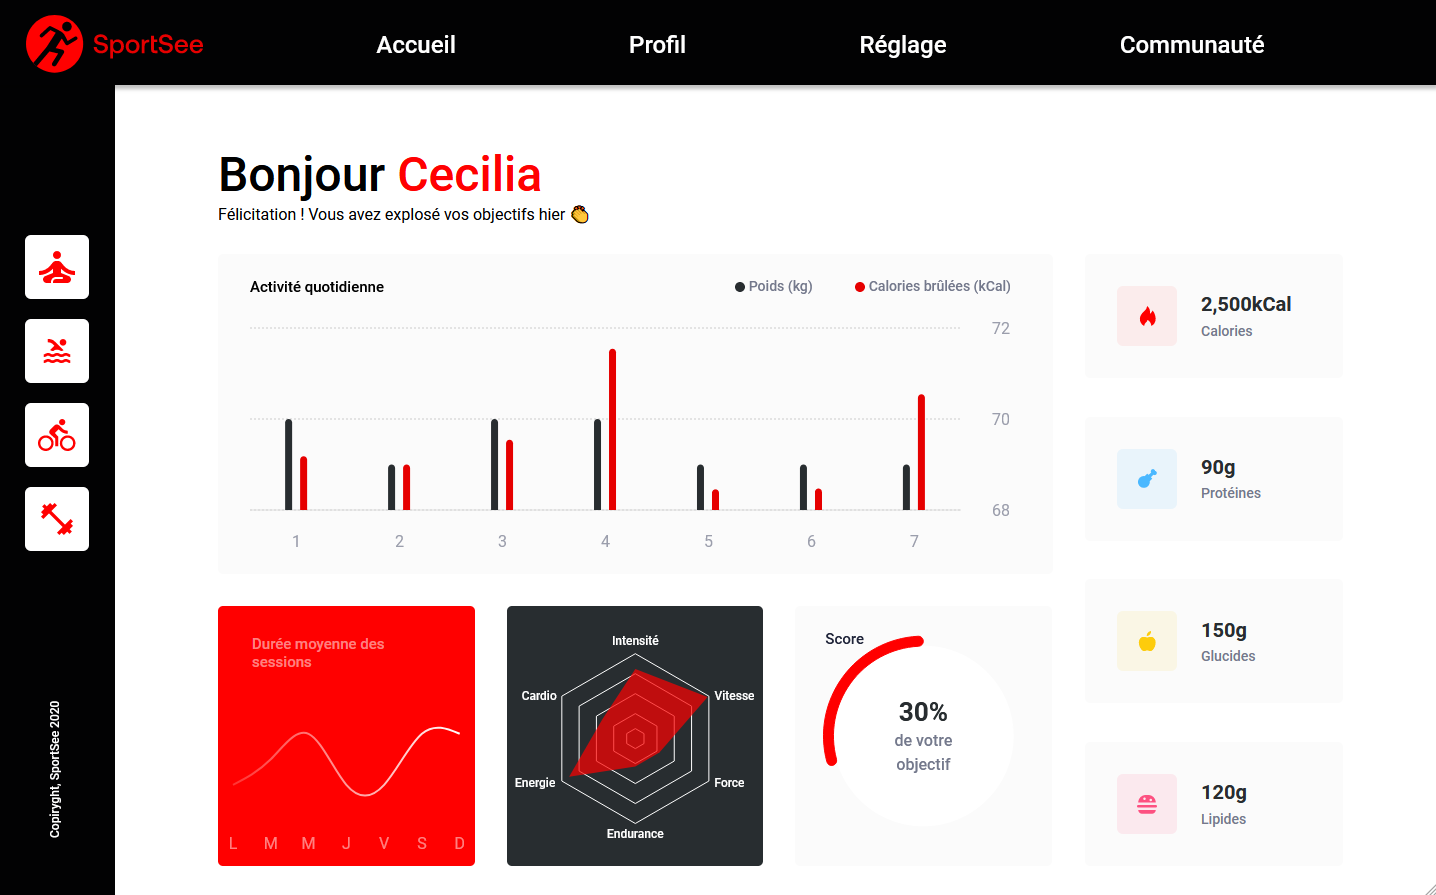 SportSee
Accueil
Profil
Réglage
Communauté
Bonjour Cecilia
Félicitation ! Vous avez explosé vos objectifs hier 👏
Activité quotidienne
Poids (kg)
Calories brûlées (kCal)
72
70
68
1 2 3 4 5 6 7
2,500kCal
Calories
90g
Protéines
150g
Glucides
120g
Lipides
Durée moyenne des
sessions
L M M J V S D
Intensité
Vitesse
Force
Endurance
Energie
Cardio
Score
30%
de votre
objectif
Copiryght, SportSee 2020